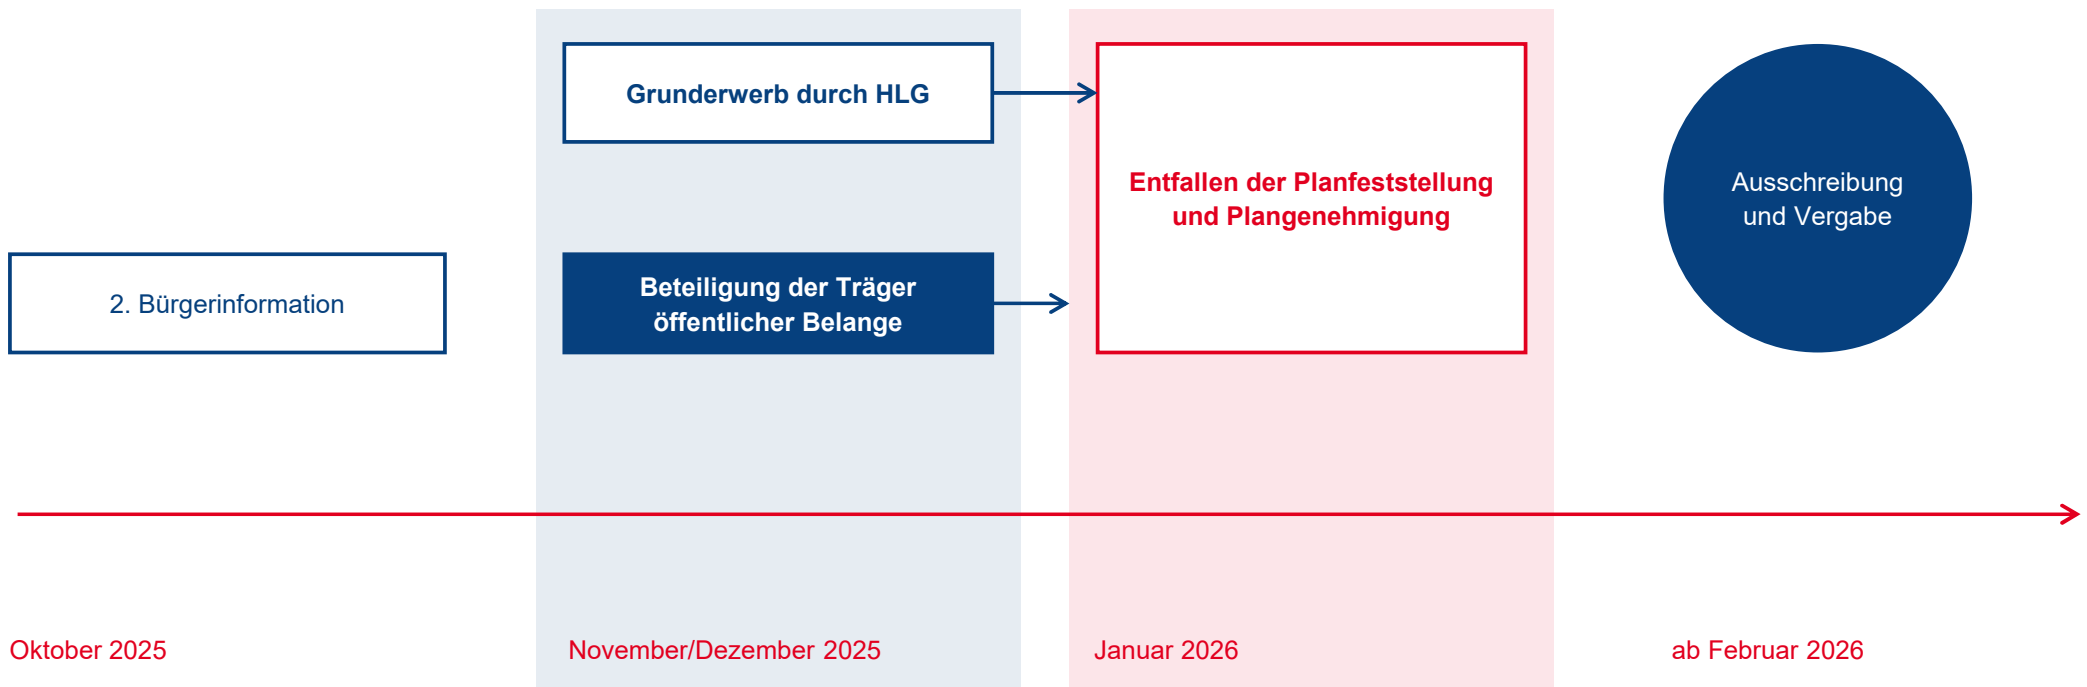 Grunderwerb durch HLG
Entfallen der Planfeststellung
und Plangenehmigung
Ausschreibung
und Vergabe
2. Bürgerinformation
Beteiligung der Träger
öffentlicher Belange
Oktober 2025
November/Dezember 2025
Januar 2026
ab Februar 2026